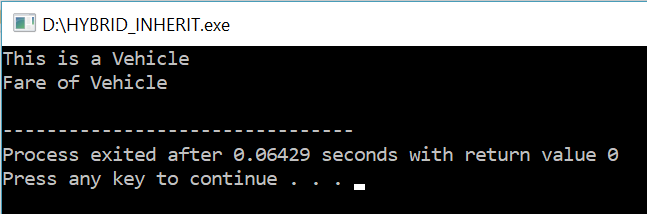 D:\HYBRID_INHERIT.exe
This is a Vehicle
Fare of Vehicle
--------------------------------
Process exited after 0.06429 seconds with return value 0
Press any key to continue . . .